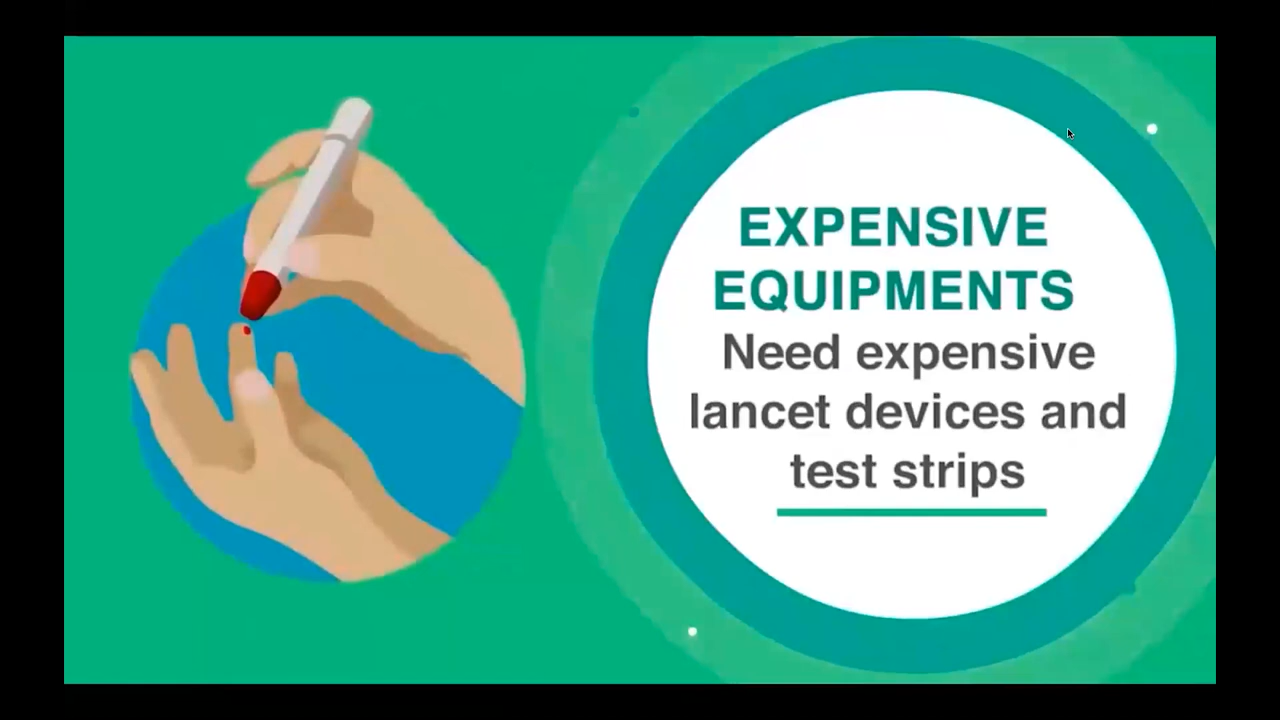 EXPENSIVE
EQUIPMENTS
Need expensive
lancet devices and
test strips